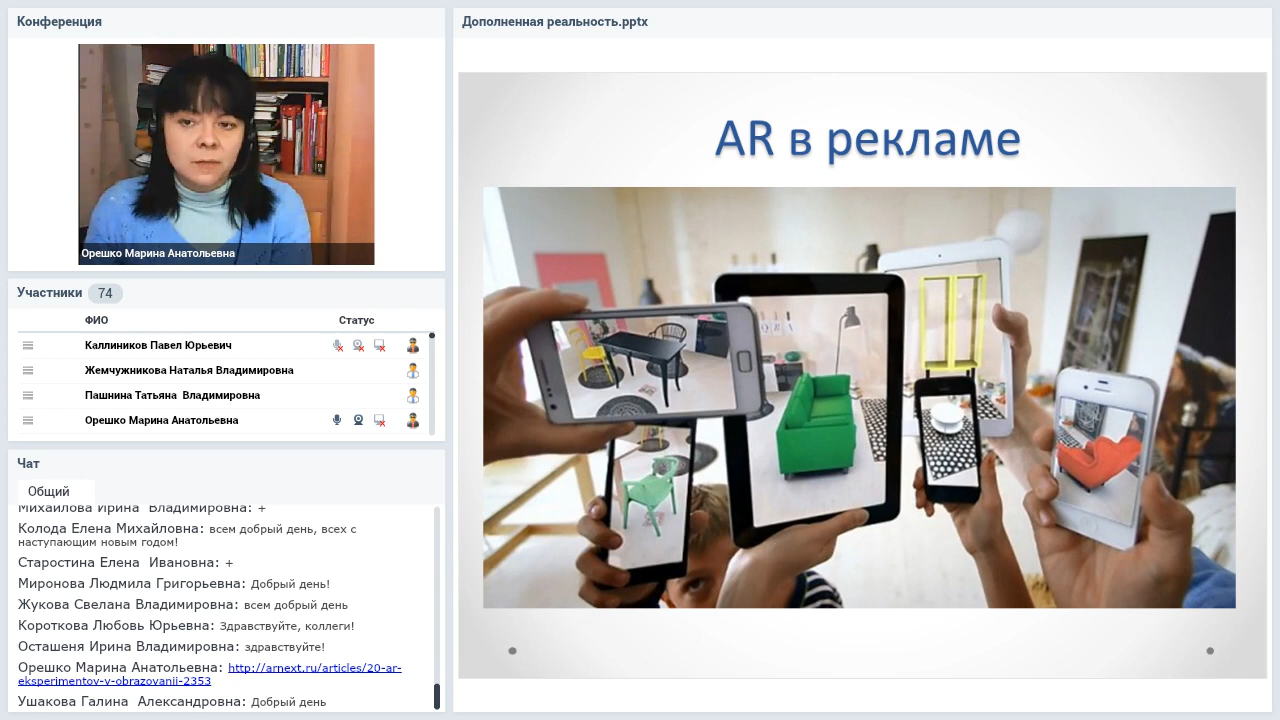 Конференция
Орешко Марина Анатольевна
Участники 74
ФИО Статус
Каллиников Павел Юрьевич
Жемчужникова Наталья Владимировна
Пашнина Татьяна Владимировна
Орешко Марина Анатольевна
Чат
Общий
Михайлова Ирина Владимировна: +
Колода Елена Михайловна: всем добрый день, всех с
наступающим новым годом!
Старостина Елена Ивановна: +
Миронова Людмила Григорьевна: Добрый день!
Жукова Свелана Владимировна: всем добрый день
Короткова Любовь Юрьевна: Здравствуйте, коллеги!
Осташеня Ирина Владимировна: здравствуйте!
Орешко Марина Анатольевна: http://arnext.ru/articles/20-ar-
eksperimentov-v-obrazovanii-2353
Ушакова Галина Александровна: Добрый день
Дополненная реальность.pptx
AR в рекламе